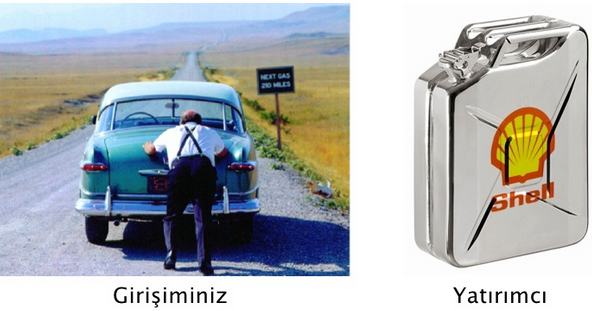 NEXT GAS
210 MILES
Shell
Girişiminiz
Yatırımcı